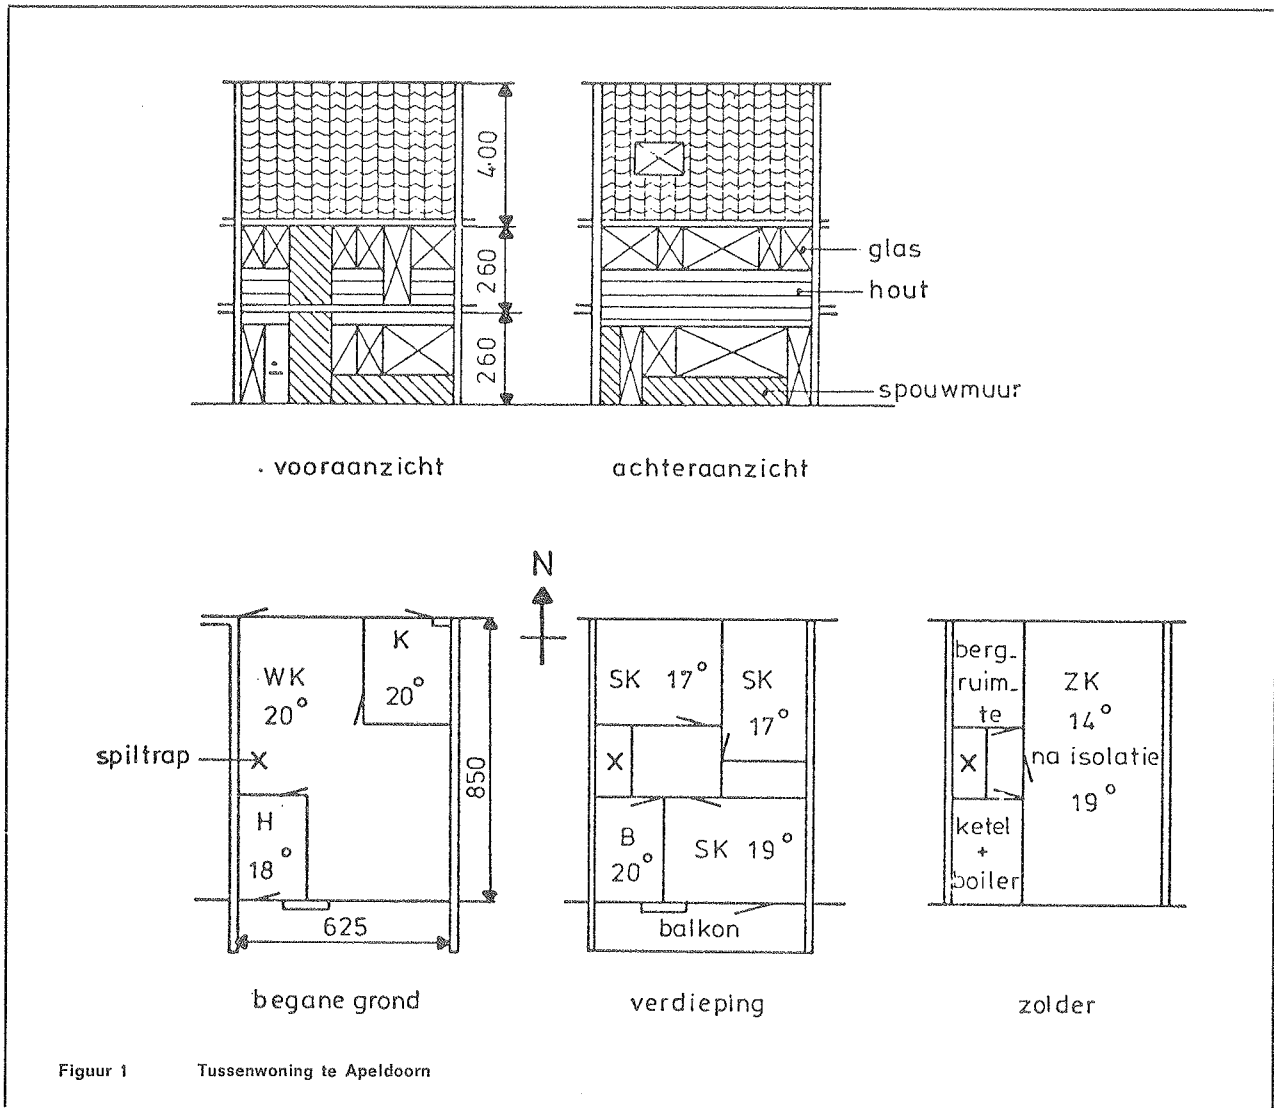 400
260
260
glas
hout
spouwmuur
vooraanzicht
achteraanzicht
N
WK
20°
K
20°
spiltrap
X
H
18°
850
625
begane grond
SK 17°
SK
17°
X
B
20°
SK 19°
balkon
verdieping
berg-
ruim-
te
X
ketel
+
boiler
ZK
14°
na isolatie
19°
zolder
Figuur 1 Tussenwoning te Apeldoorn